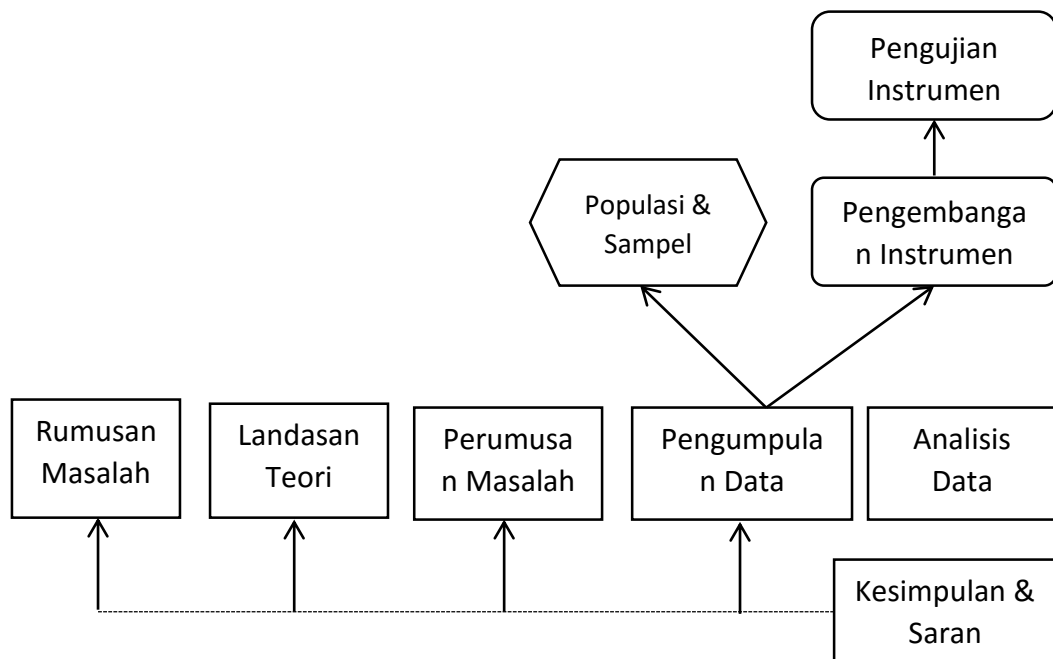 Pengujian
Instrumen
Populasi &
Sampel
Pengembanga
n Instrumen
Rumusan
Masalah
Landasan
Teori
Perumusa
n Masalah
Pengumpula
n Data
Analisis
Data
Kesimpulan &
Saran